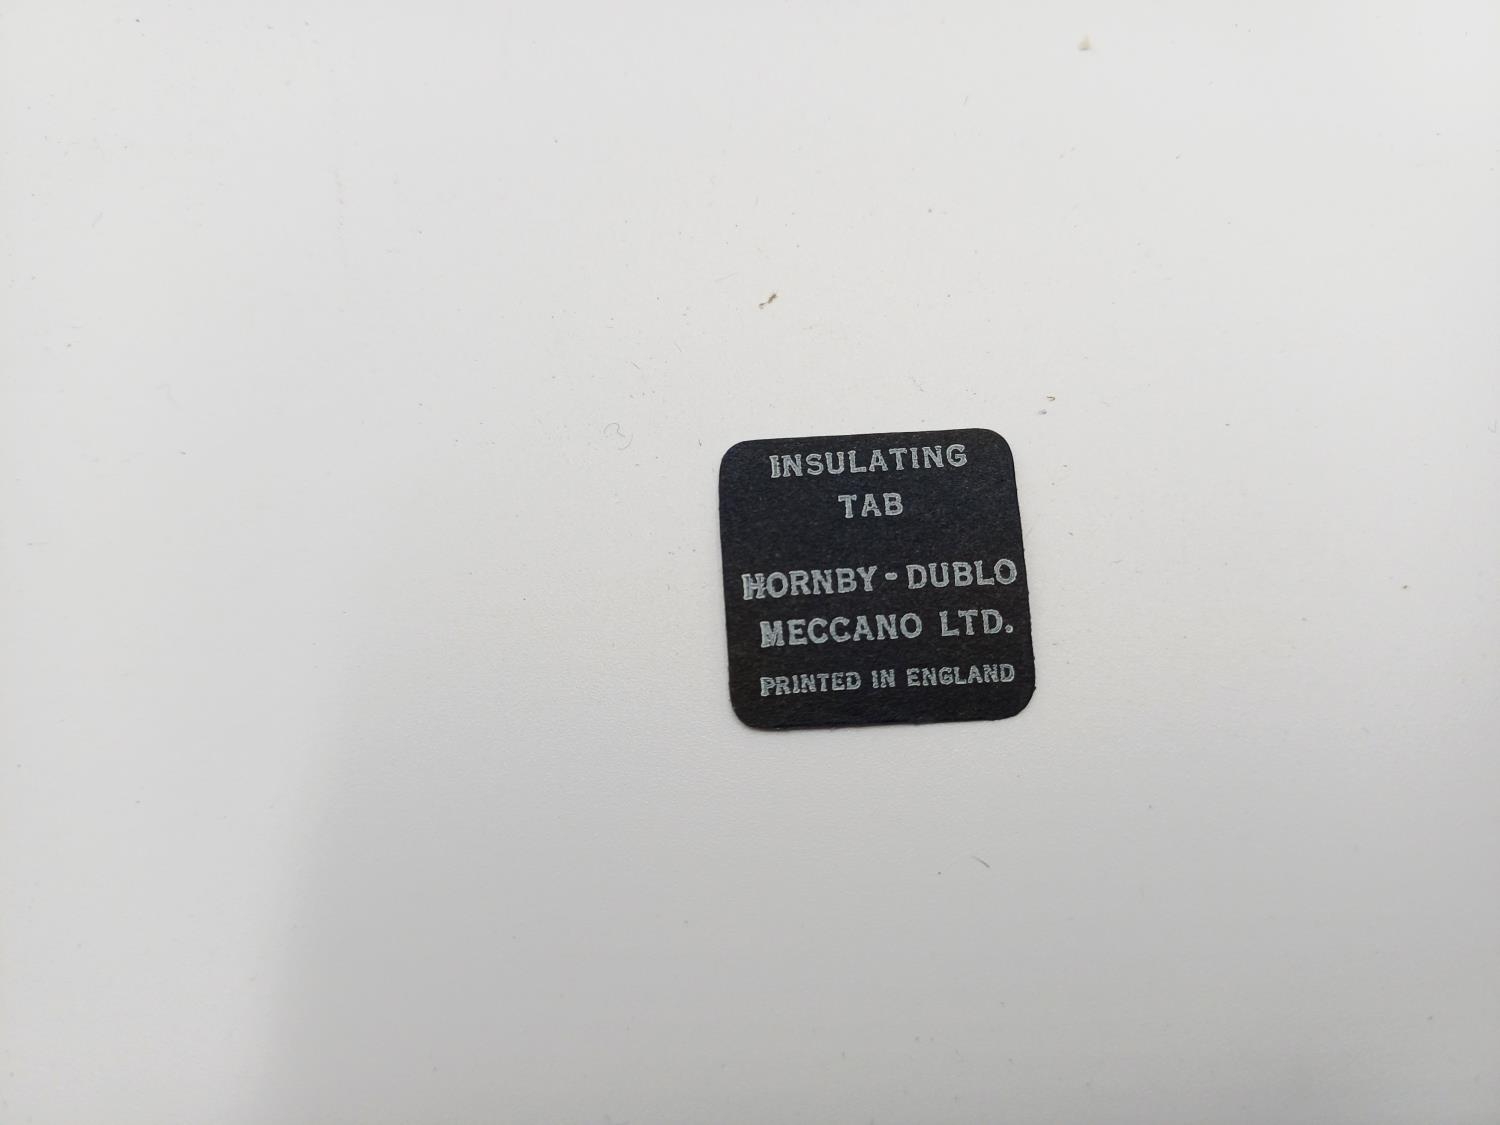 INSULATING
TAB
HORNBY - DUBLO
MECCANO LTD.
PRINTED IN ENGLAND